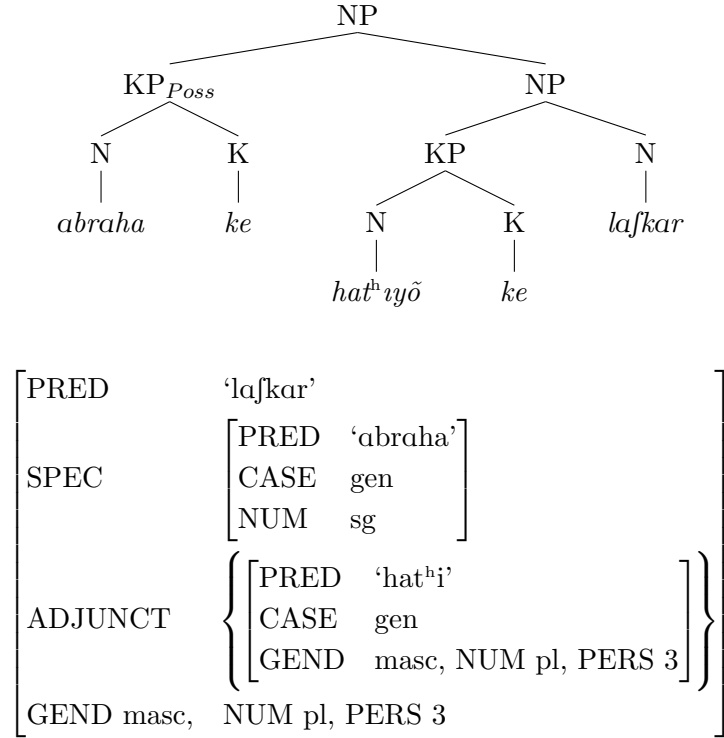 NP
KP_Poss NP
N K KP N
abraha ke N K laʃkar
hatʰıyõ ke
PRED ‘laʃkar’
PRED ‘abraha’
SPEC CASE gen
NUM sg
PRED ‘hatʰi’
ADJUNCT CASE gen
GEND masc, NUM pl, PERS 3
GEND masc, NUM pl, PERS 3